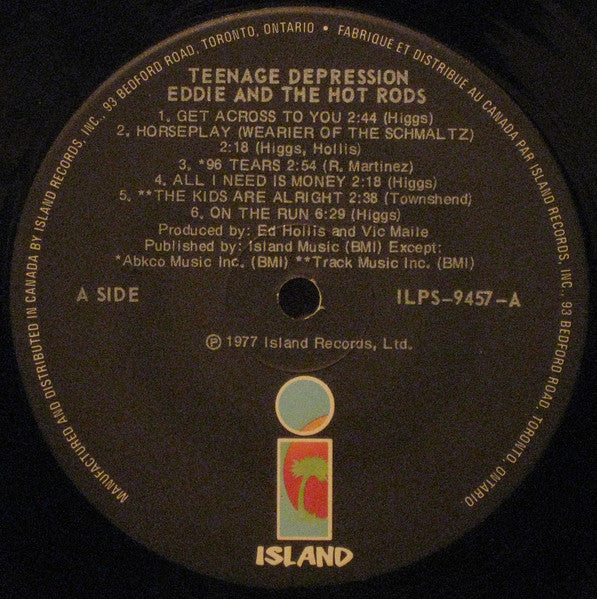 MANUFACTURED AND DISTRIBUTED IN CANADA BY ISLAND RECORDS, INC., 93 BEDFORD ROAD, TORONTO, ONTARIO • FABRIQUE ET DISTRIBUE AU CANADA PAR ISLAND RECORDS, INC., 93 BEDFORD ROAD, TORONTO, ONTARIO
TEENAGE DEPRESSION
EDDIE AND THE HOT RODS
1. GET ACROSS TO YOU 2:44 (Higgs)
2. HORSEPLAY (WEARIER OF THE SCHMALTZ)
2:18 (Higgs, Hollis)
3. *96 TEARS 2:54 (R. Martinez)
4. ALL I NEED IS MONEY 2:18 (Higgs)
5. **THE KIDS ARE ALRIGHT 2:38 (Townshend)
6. ON THE RUN 6:29 (Higgs)
Produced by: Ed Hollis and Vic Maile
Published by: Island Music (BMI) Except:
*Abkco Music Inc. (BMI) **Track Music Inc. (BMI)
A SIDE
ILPS-9457-A
℗ 1977 Island Records, Ltd.
ISLAND